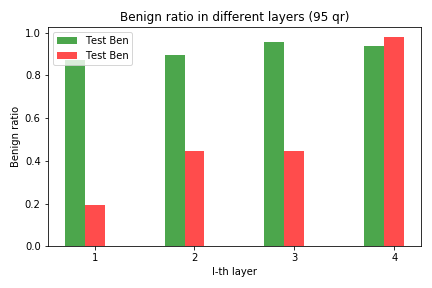 Benign ratio in different layers (95 qr)
Test Ben
Test Ben
1.0
0.8
0.6
0.4
0.2
0.0
Benign ratio
1 2 3 4
l-th layer